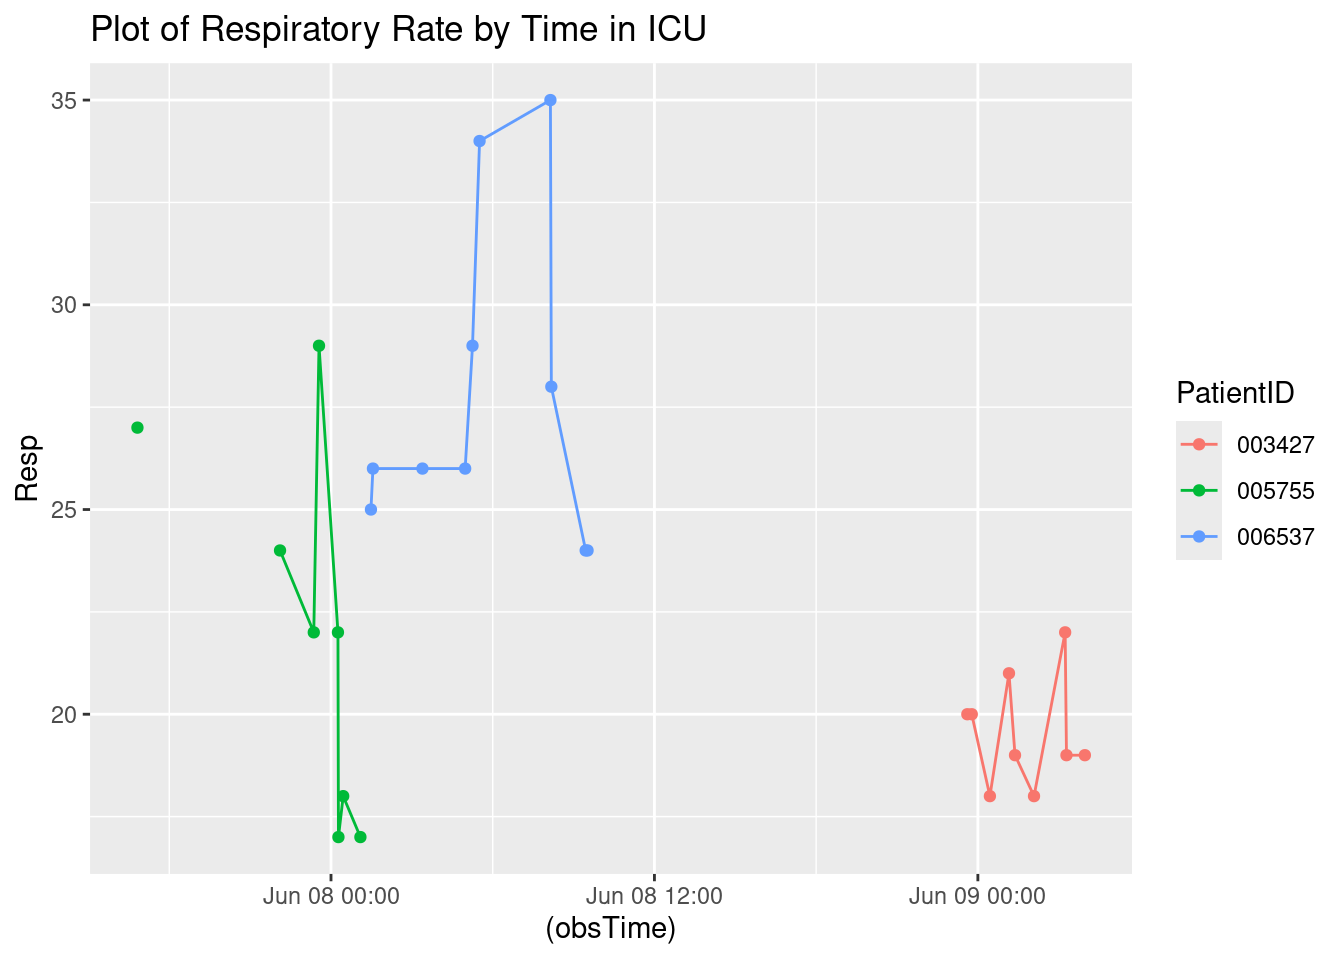 Plot of Respiratory Rate by Time in ICU
35
30
25
20
Resp
Jun 08 00:00
Jun 08 12:00
Jun 09 00:00
(obsTime)
PatientID
003427
005755
006537